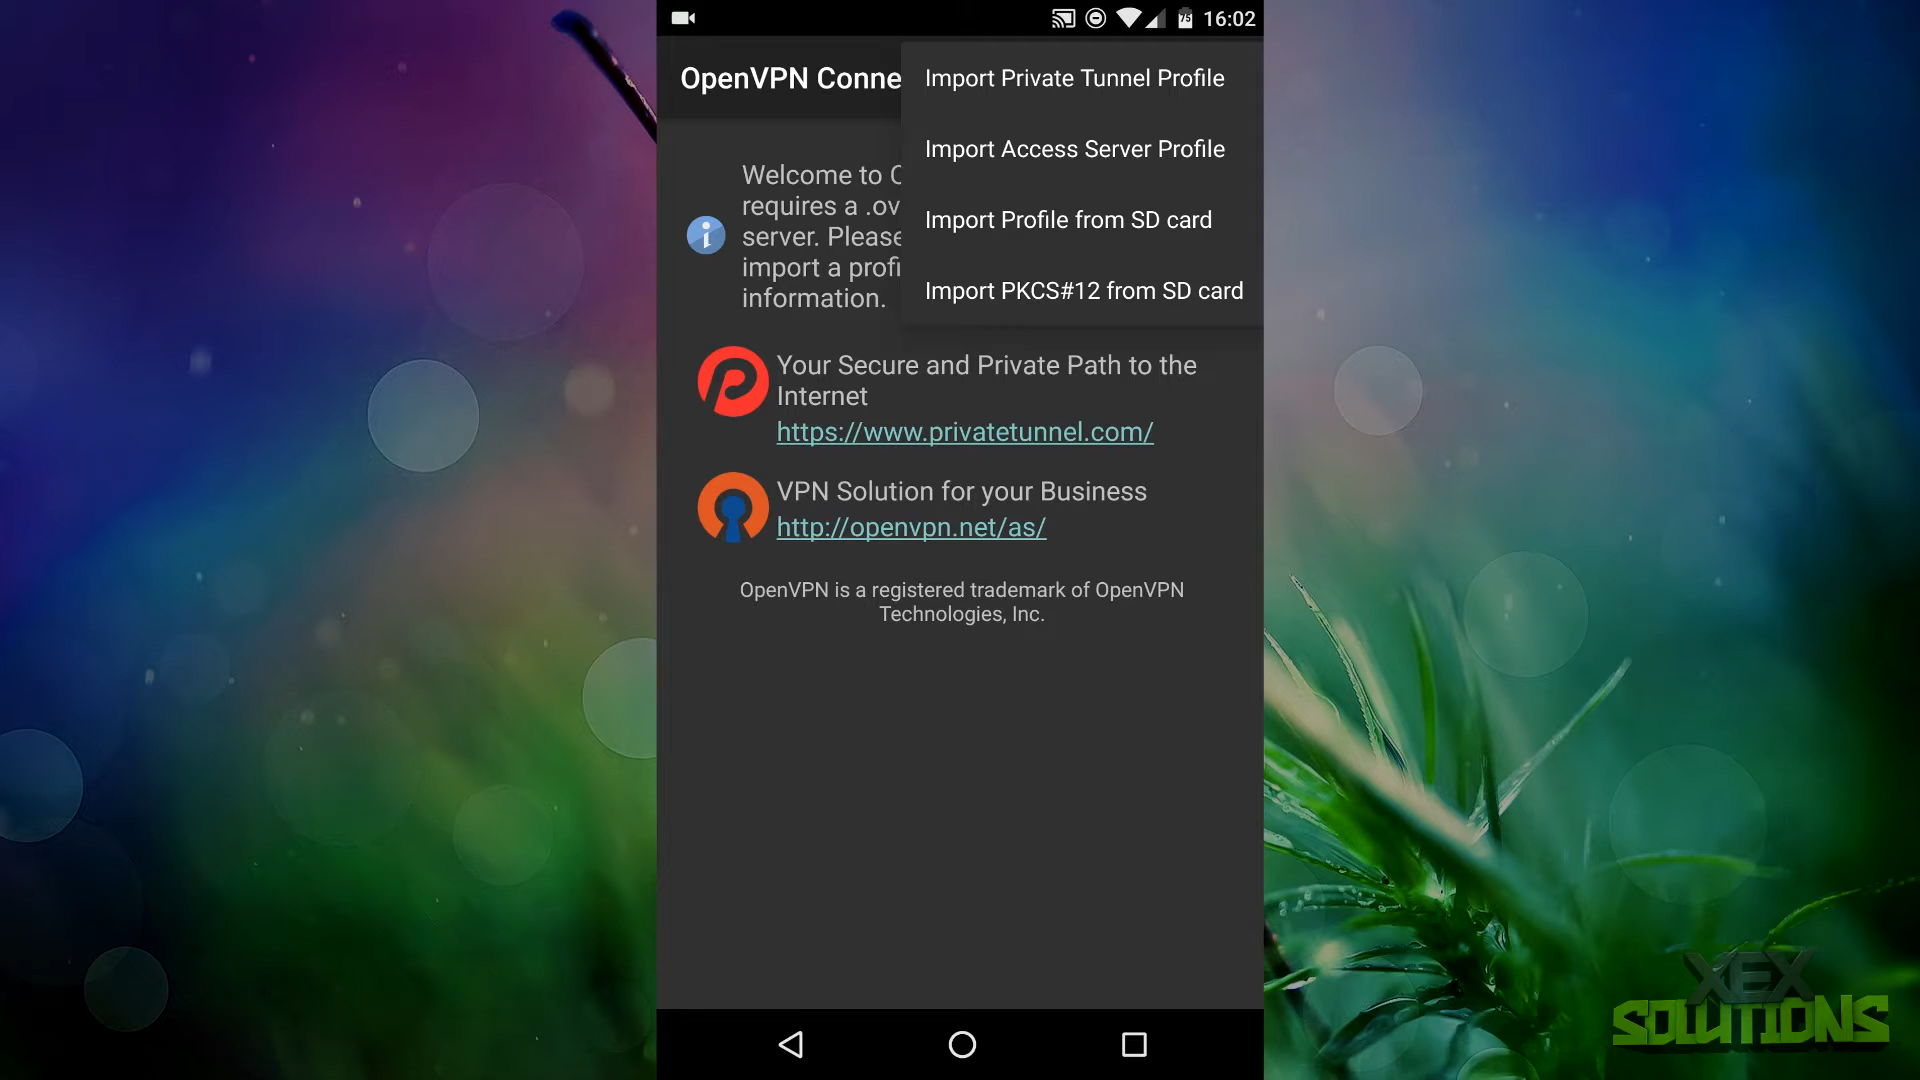 75 16:02
OpenVPN Conne
Import Private Tunnel Profile
Import Access Server Profile
Import Profile from SD card
Import PKCS#12 from SD card
Welcome to O
requires a .ov
server. Please
import a profi
information.
Your Secure and Private Path to the
Internet
https://www.privatetunnel.com/
VPN Solution for your Business
http://openvpn.net/as/
OpenVPN is a registered trademark of OpenVPN
Technologies, Inc.
XEX
SOLUTIONS